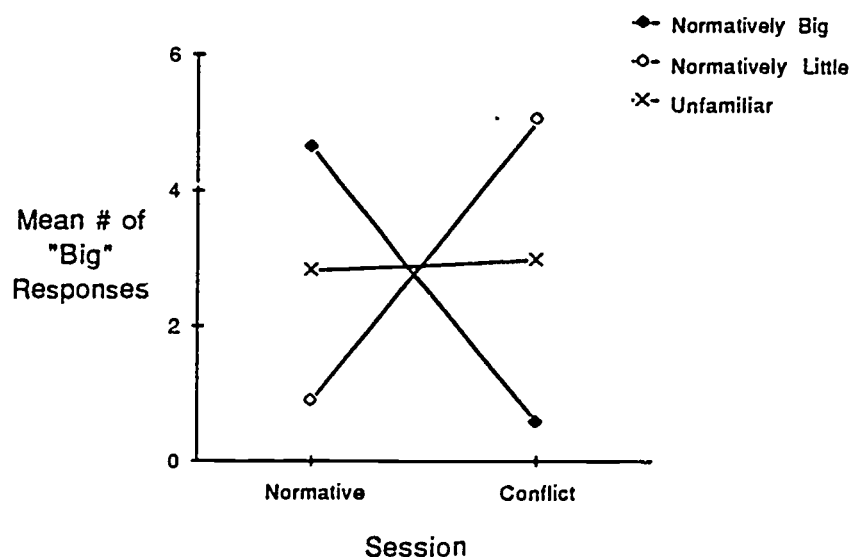 Normatively Big
Normatively Little
Unfamiliar
6
4
2
0
Mean # of
"Big"
Responses
Normative
Conflict
Session